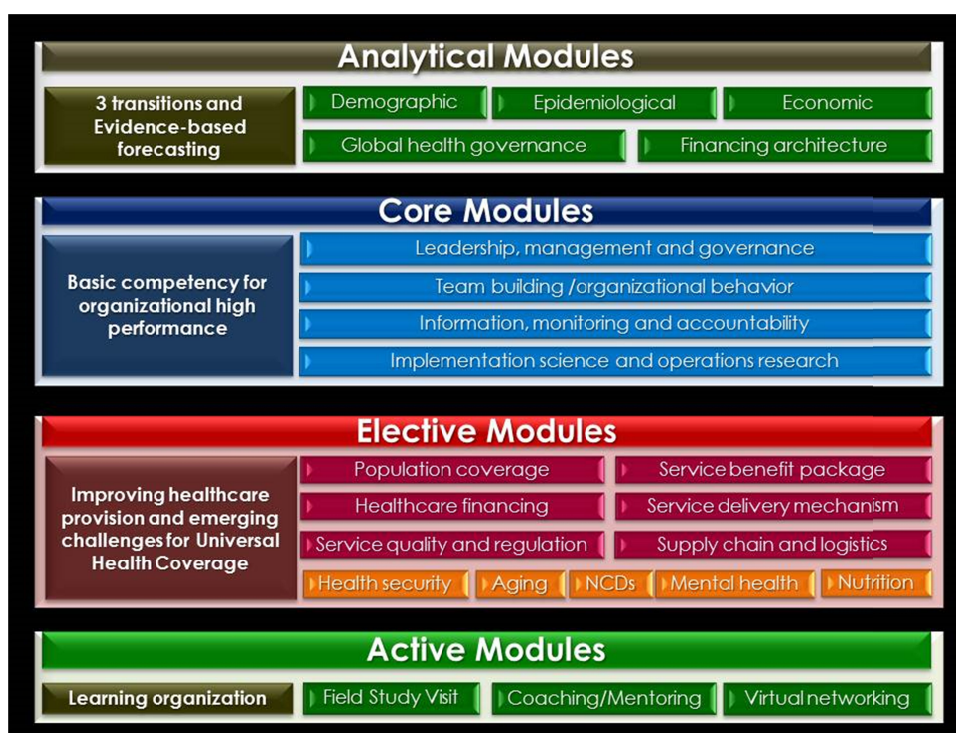 Analytical Modules
3 transitions and
Evidence-based
forecasting
Demographic
Epidemiological
Economic
Global health governance
Financing architecture
Core Modules
Basic competency for
organizational high
performance
Leadership, management and governance
Team building /organizational behavior
Information, monitoring and accountability
Implementation science and operations research
Elective Modules
Improving healthcare
provision and emerging
challenges for Universal
Health Coverage
Population coverage
Service benefit package
Healthcare financing
Service delivery mechanism
Service quality and regulation
Supply chain and logistics
Health security
Aging
NCDs
Mental health
Nutrition
Active Modules
Learning organization
Field Study Visit
Coaching/Mentoring
Virtual networking